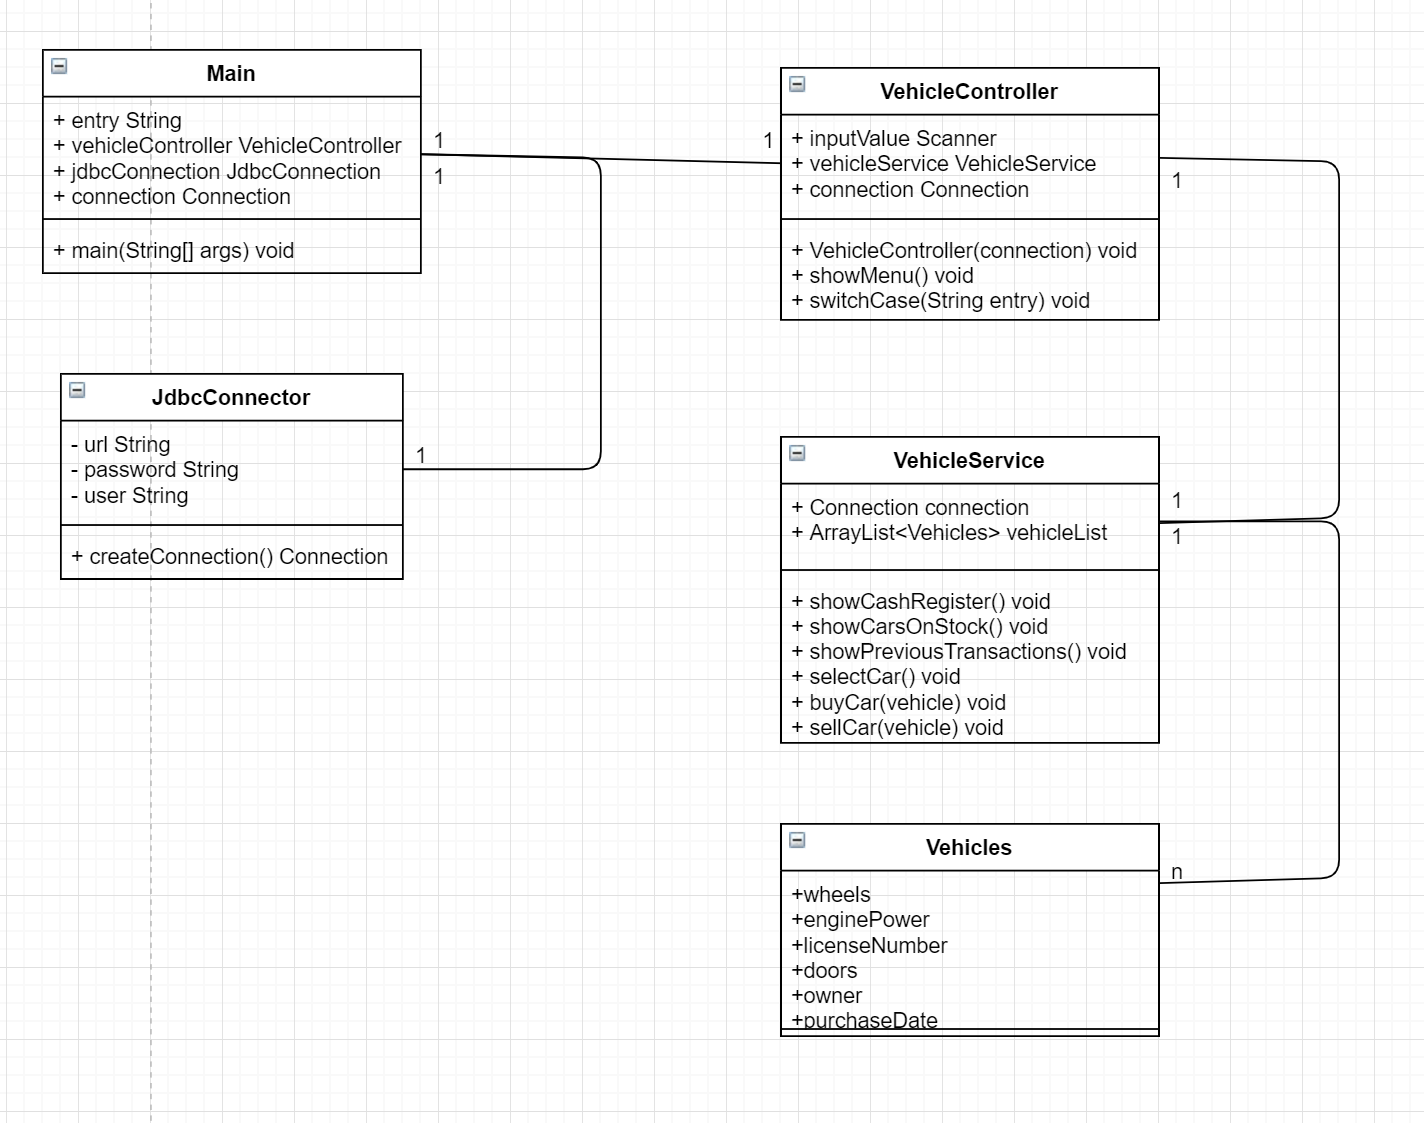 Main
+ entry String
+ vehicleController VehicleController
+ jdbcConnection JdbcConnection
+ connection Connection
+ main(String[] args) void
1
1
1
VehicleController
+ inputValue Scanner
+ vehicleService VehicleService
+ connection Connection
+ VehicleController(connection) void
+ showMenu() void
+ switchCase(String entry) void
1
JdbcConnector
- url String
- password String
- user String
+ createConnection() Connection
1
VehicleService
+ Connection connection
+ ArrayList<Vehicles> vehicleList
+ showCashRegister() void
+ showCarsOnStock() void
+ showPreviousTransactions() void
+ selectCar() void
+ buyCar(vehicle) void
+ sellCar(vehicle) void
1
1
Vehicles
+wheels
+enginePower
+licenseNumber
+doors
+owner
+purchaseDate
n